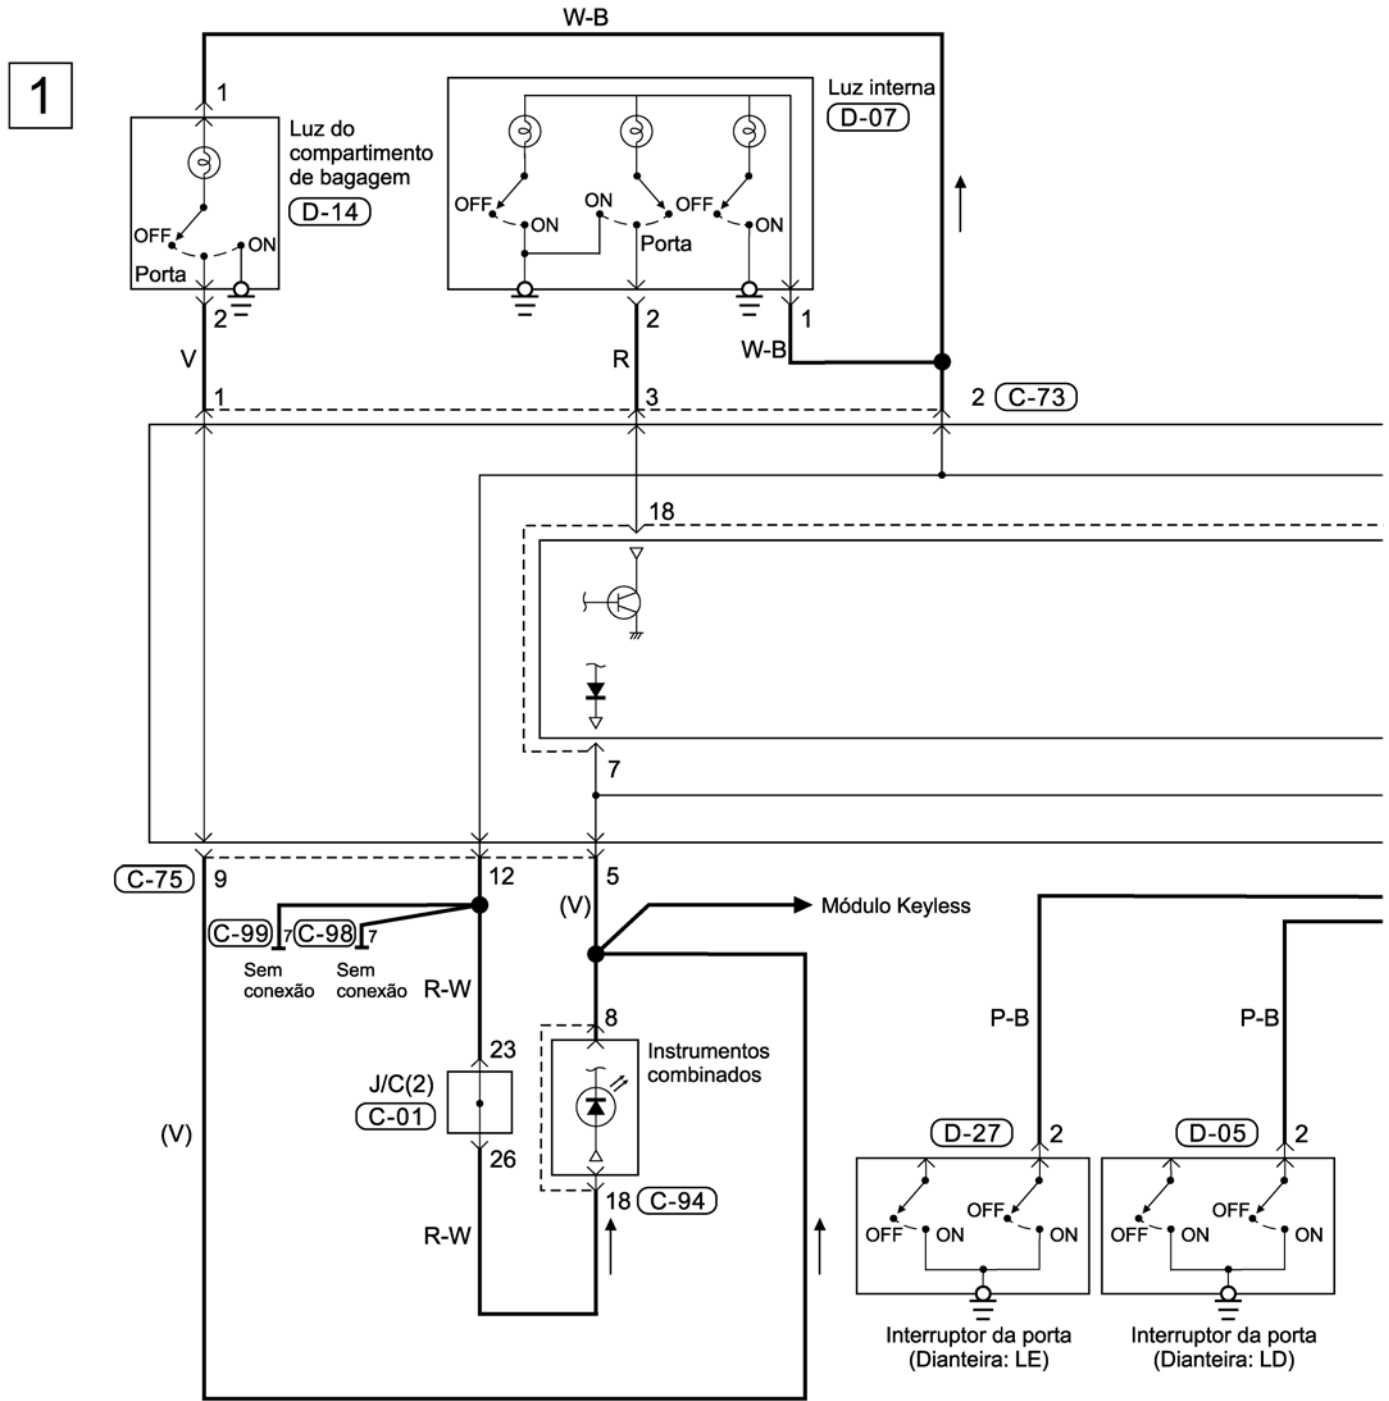 W-B
1
1
Luz do
compartimento
de bagagem
D-14
OFF
ON
Porta
2
V
1
Luz interna
D-07
OFF
ON
ON
Porta
OFF
ON
2
1
R
W-B
3
2
C-73
18
7
C-75
9
12
5
(V)
Módulo Keyless
C-99
7
C-98
7
Sem
conexão
Sem
conexão
R-W
P-B
P-B
8
23
Instrumentos
combinados
J/C(2)
C-01
(V)
26
18
C-94
R-W
D-27
2
D-05
2
OFF
ON
OFF
ON
OFF
ON
OFF
ON
Interruptor da porta
(Dianteira: LE)
Interruptor da porta
(Dianteira: LD)